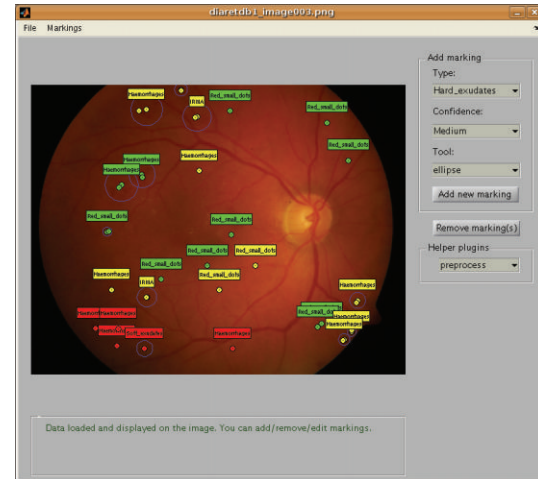 diaretdb1_image003.png
File Markings
Add marking
Type:
Hard_exudates
Confidence:
Medium
Tool:
ellipse
Add new marking
Remove marking(s)
Helper plugins
preprocess
Haemorrhages
IRMA
Red_small_dots
Red_small_dots
Red_small_dots
Haemorrhages
Haemorrhages
Haemorrhages
Red_small_dots
Red_small_dots
Red_small_dots
Red_small_dots
Red_small_dots
Haemorrhages
IRMA
Red_small_dots
Haemorrhages
Haemorrhages
Red_small_do
Haemorrhages
Haemorrhages
Soft_exudates
Haemorrhages
Data loaded and displayed on the image. You can add/remove/edit markings.